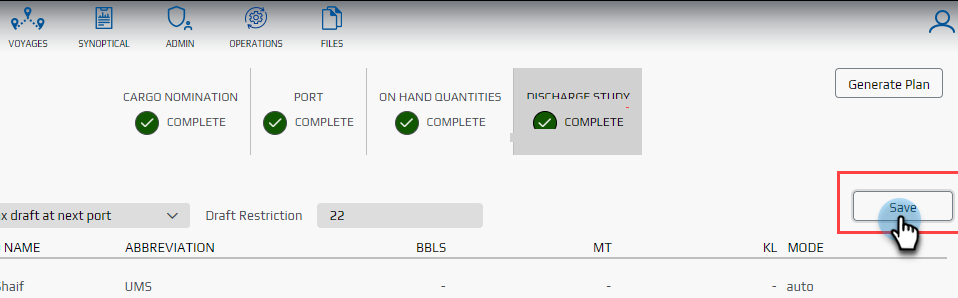 VOYAGES SYNOPTICAL ADMIN OPERATIONS FILES
Generate Plan
CARGO NOMINATION PORT ON HAND QUANTITIES DISCHARGE STUDY
COMPLETE COMPLETE COMPLETE COMPLETE
x draft at next port Draft Restriction 22 Save
NAME ABBREVIATION BBLS MT KL MODE
Shaif UMS - - - auto